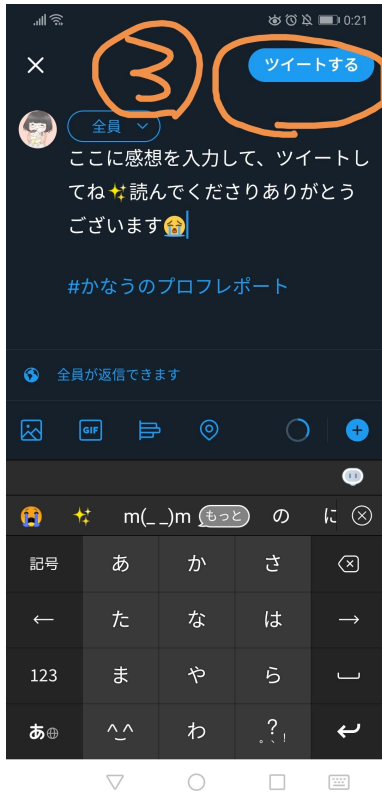 0:21
3
ツイートする
全員
ここに感想を入力して、ツイートし
てね✨読んでくださりありがとう
ございます😭
#かなうのプロフレポート
全員が返信できます
GIF
😭 ✨ m(_ _)m もっと の に
記号 あ か さ
← た な は →
123 ま や ら
あ ^_^ わ 。?、!